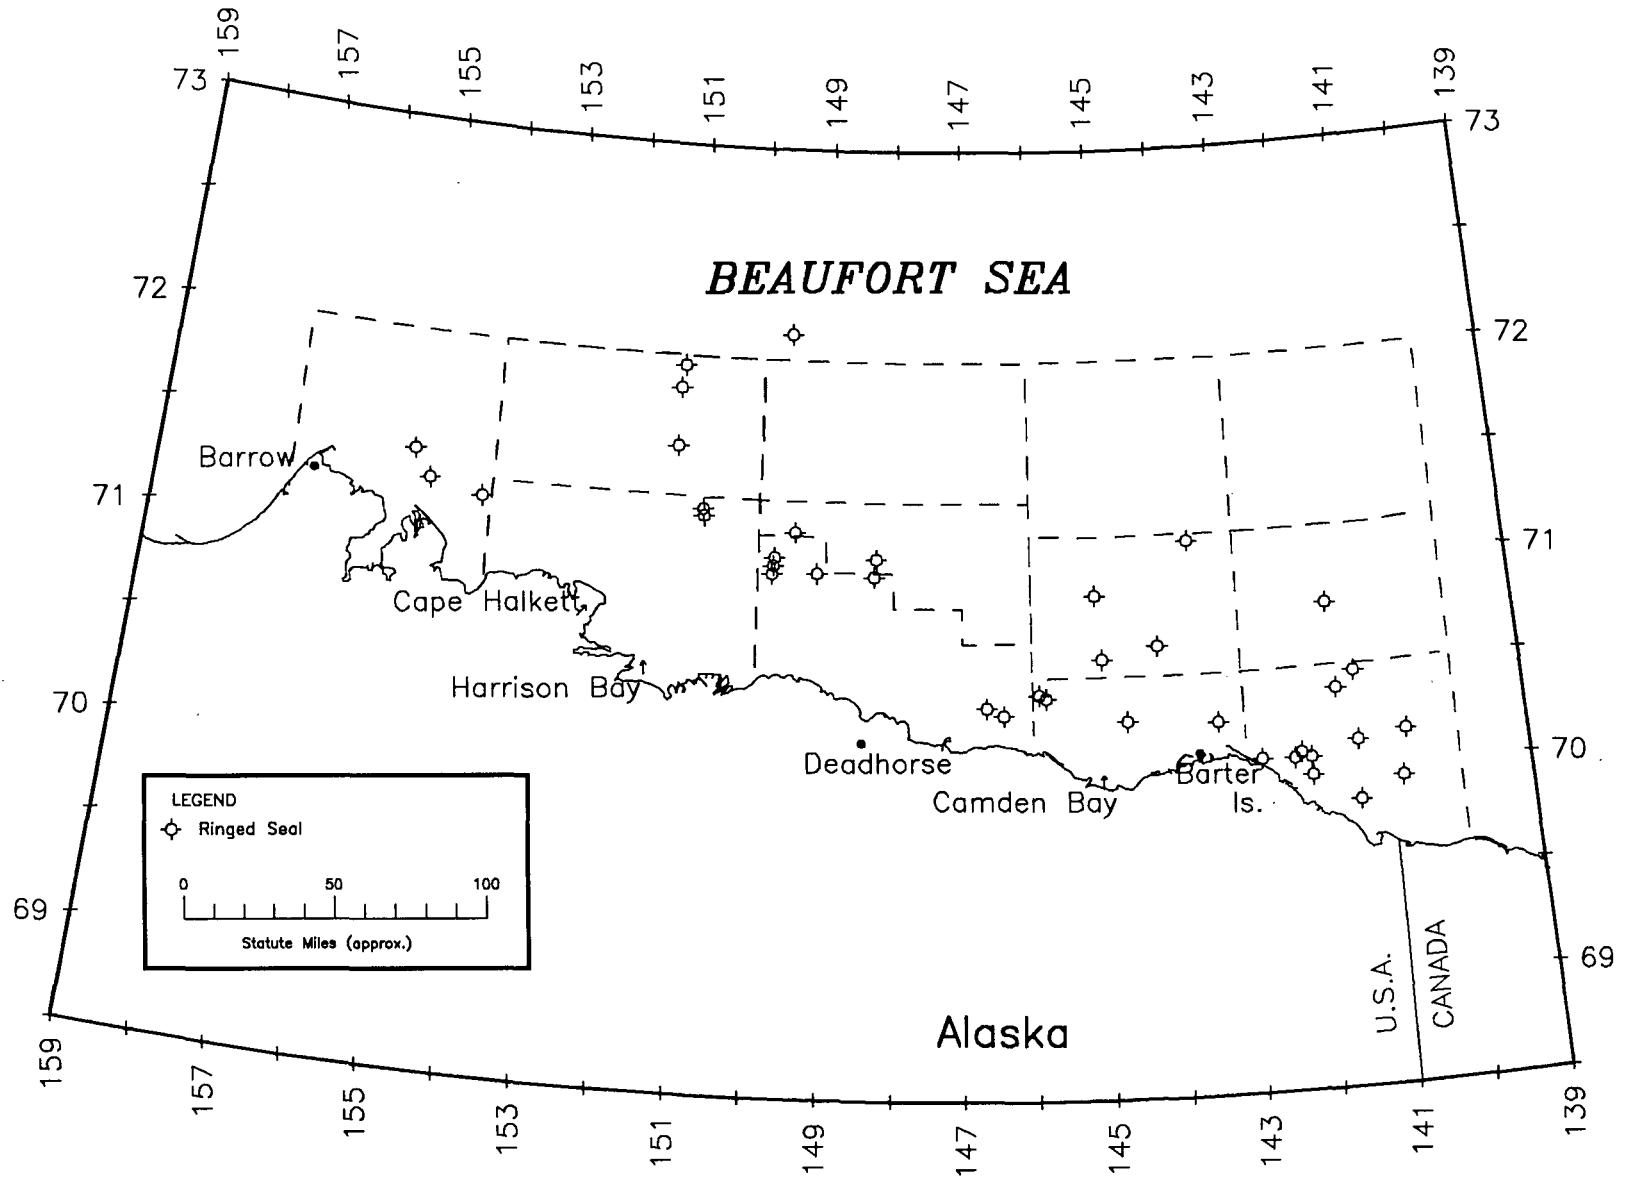 159
157
155
153
151
149
147
145
143
141
139
73
73
BEAUFORT SEA
72
72
Barrow
71
71
Cape Halkett
Harrison Bay
70
70
Deadhorse
Camden Bay
Barter
Is.
LEGEND
Ringed Seal
0 50 100
Statute Miles (approx.)
69
69
U.S.A.
CANADA
Alaska
159
157
155
153
151
149
147
145
143
141
139